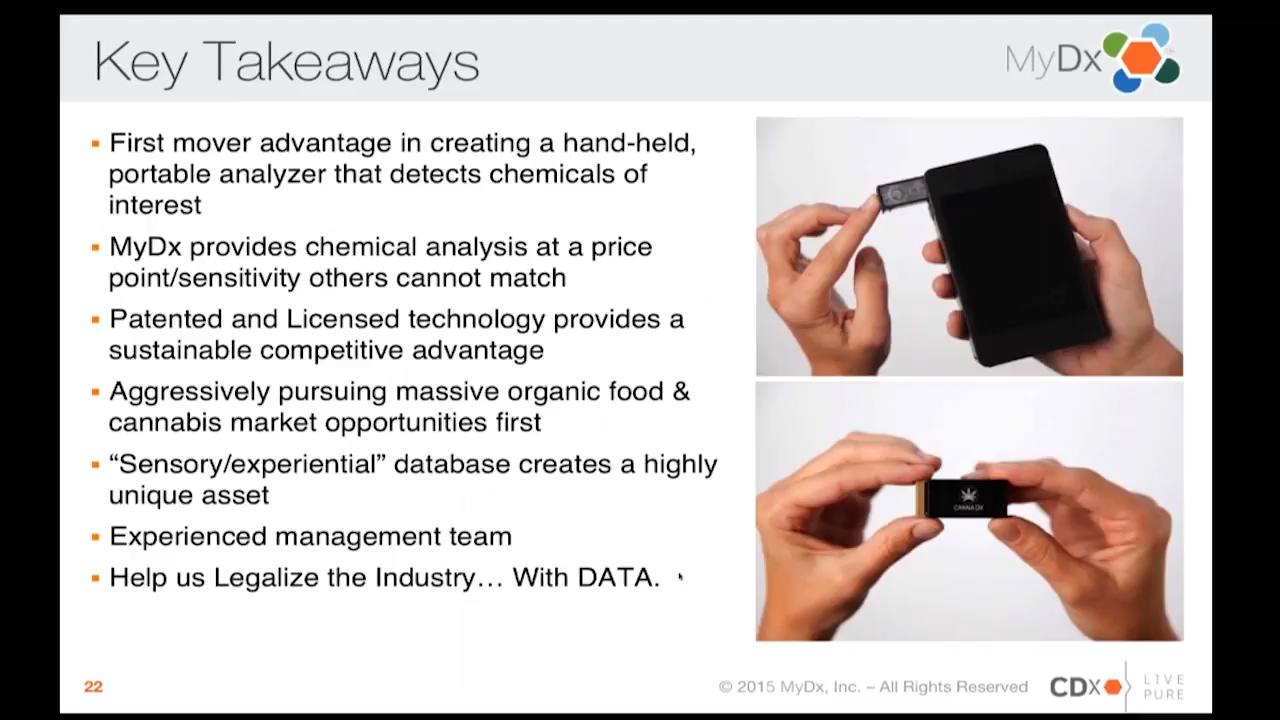 Key Takeaways
MyDx
▪ First mover advantage in creating a hand-held,
portable analyzer that detects chemicals of
interest
▪ MyDx provides chemical analysis at a price
point/sensitivity others cannot match
▪ Patented and Licensed technology provides a
sustainable competitive advantage
▪ Aggressively pursuing massive organic food &
cannabis market opportunities first
▪ “Sensory/experiential” database creates a highly
unique asset
▪ Experienced management team
▪ Help us Legalize the Industry… With DATA.
CANNA DX
22
© 2015 MyDx, Inc. – All Rights Reserved
CDx
LIVE
PURE